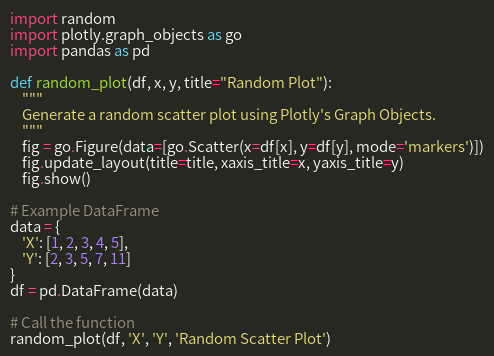 import random
import plotly.graph_objects as go
import pandas as pd

def random_plot(df, x, y, title="Random Plot"):
    """
    Generate a random scatter plot using Plotly's Graph Objects.
    """
    fig = go.Figure(data=[go.Scatter(x=df[x], y=df[y], mode='markers')])
    fig.update_layout(title=title, xaxis_title=x, yaxis_title=y)
    fig.show()

# Example DataFrame
data = {
    'X': [1, 2, 3, 4, 5],
    'Y': [2, 3, 5, 7, 11]
}
df = pd.DataFrame(data)

# Call the function
random_plot(df, 'X', 'Y', 'Random Scatter Plot')